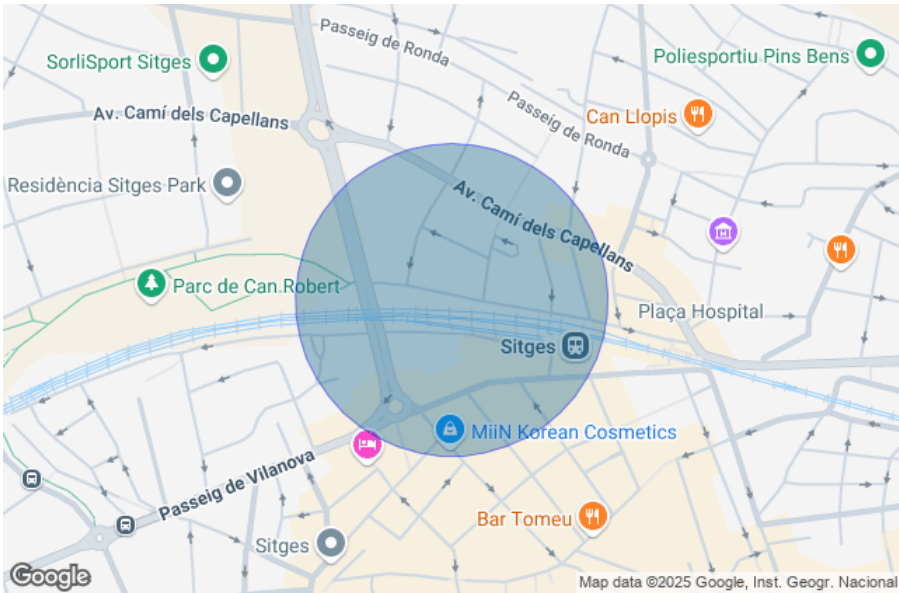 Passeig de Ronda
SorliSport Sitges
Poliesportiu Pins Bens
Av. Camí dels Capellans
Can Llopis
Passeig de Ronda
Residència Sitges Park
Av. Camí dels Capellans
Parc de Can Robert
Plaça Hospital
Sitges
MiiN Korean Cosmetics
Passeig de Vilanova
Bar Tomeu
Sitges
Google
Map data ©2025 Google, Inst. Geogr. Nacional